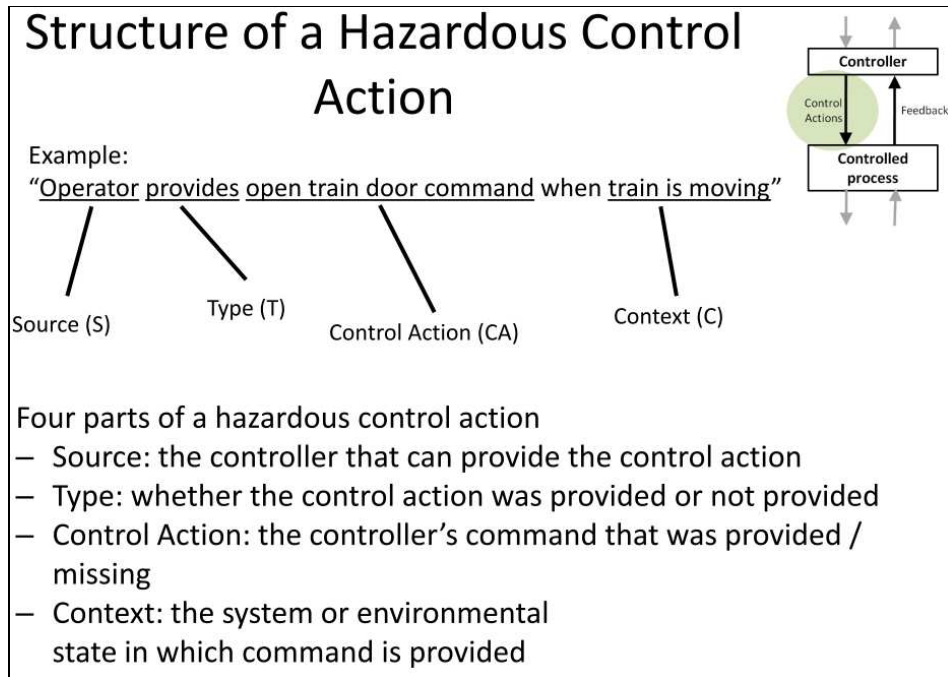 Structure of a Hazardous Control
Action
Controller
Control
Actions
Feedback
Controlled
process
Example:
“Operator provides open train door command when train is moving”
Source (S)
Type (T)
Control Action (CA)
Context (C)
Four parts of a hazardous control action
– Source: the controller that can provide the control action
– Type: whether the control action was provided or not provided
– Control Action: the controller’s command that was provided /
missing
– Context: the system or environmental
state in which command is provided